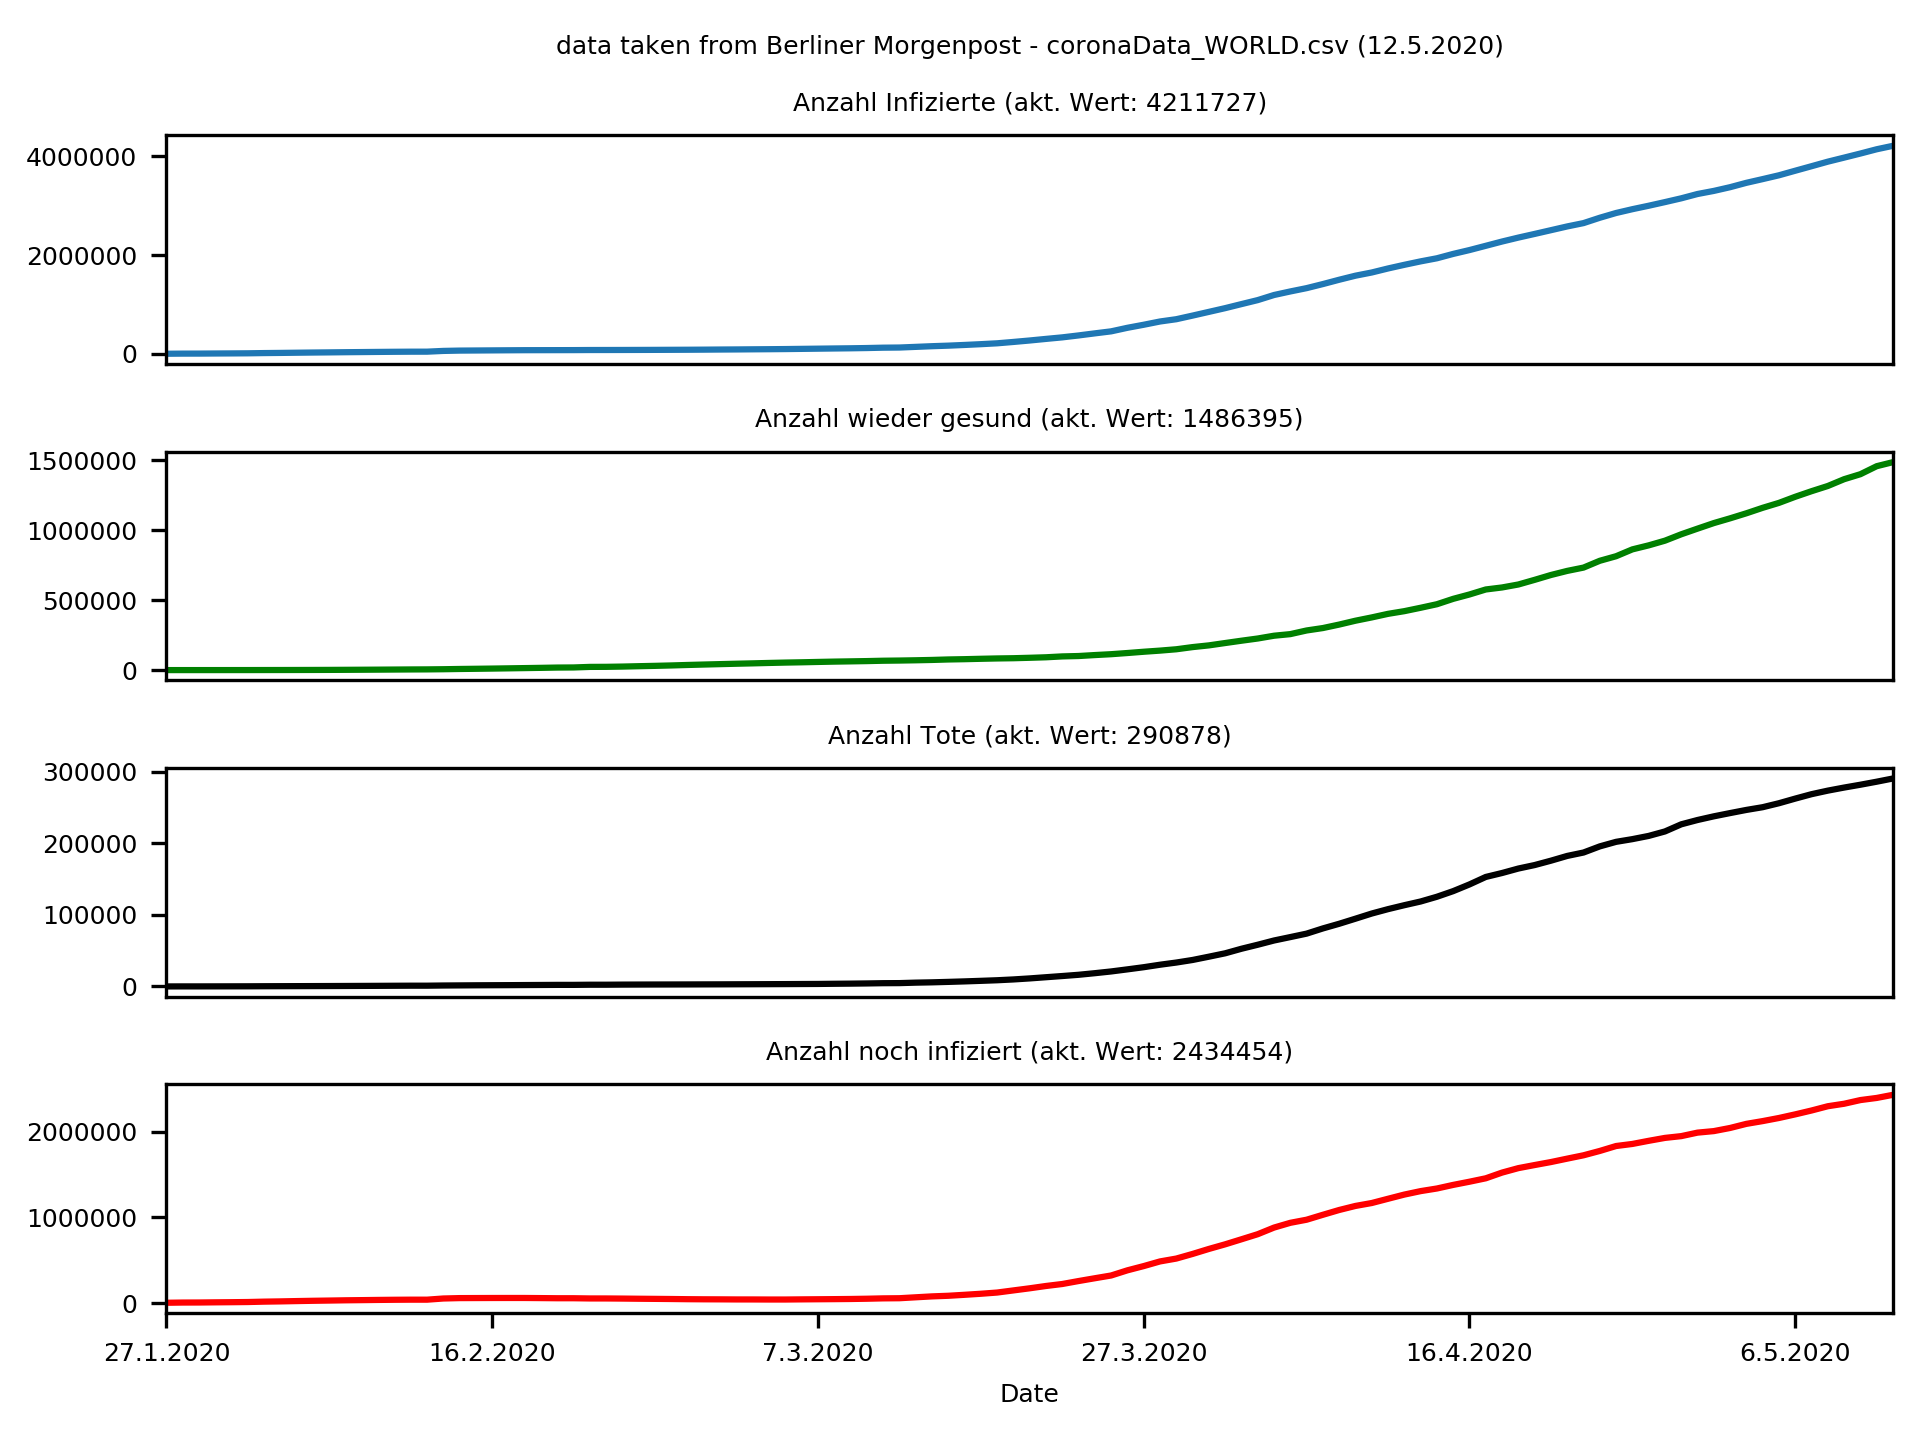 data taken from Berliner Morgenpost - coronaData_WORLD.csv (12.5.2020)
Anzahl Infizierte (akt. Wert: 4211727)
4000000
2000000
0
Anzahl wieder gesund (akt. Wert: 1486395)
1500000
1000000
500000
0
Anzahl Tote (akt. Wert: 290878)
300000
200000
100000
0
Anzahl noch infiziert (akt. Wert: 2434454)
2000000
1000000
0
27.1.2020 16.2.2020 7.3.2020 27.3.2020 16.4.2020 6.5.2020
Date